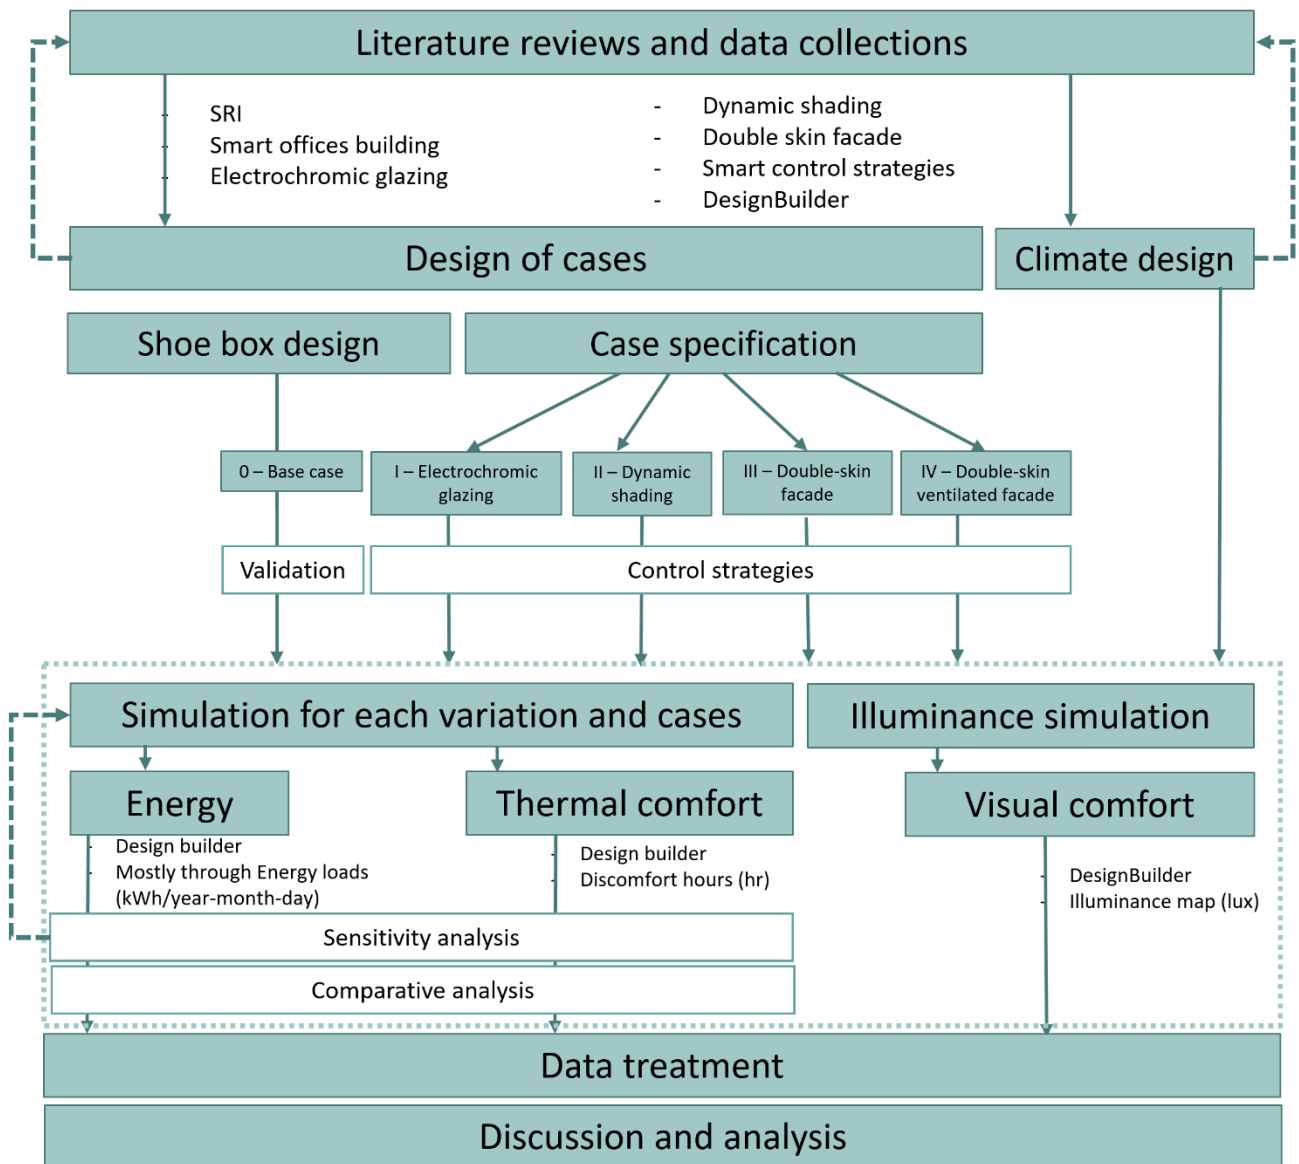 Literature reviews and data collections
- SRI
- Smart offices building
- Electrochromic glazing
- Dynamic shading
- Double skin facade
- Smart control strategies
- DesignBuilder
Design of cases
Climate design
Shoe box design
Case specification
0 – Base case
I – Electrochromic
glazing
II – Dynamic
shading
III – Double-skin
facade
IV – Double-skin
ventilated facade
Validation
Control strategies
Simulation for each variation and cases
Illuminance simulation
Energy
Thermal comfort
Visual comfort
- Design builder
- Mostly through Energy loads
(kWh/year-month-day)
- Design builder
- Discomfort hours (hr)
- DesignBuilder
- Illuminance map (lux)
Sensitivity analysis
Comparative analysis
Data treatment
Discussion and analysis